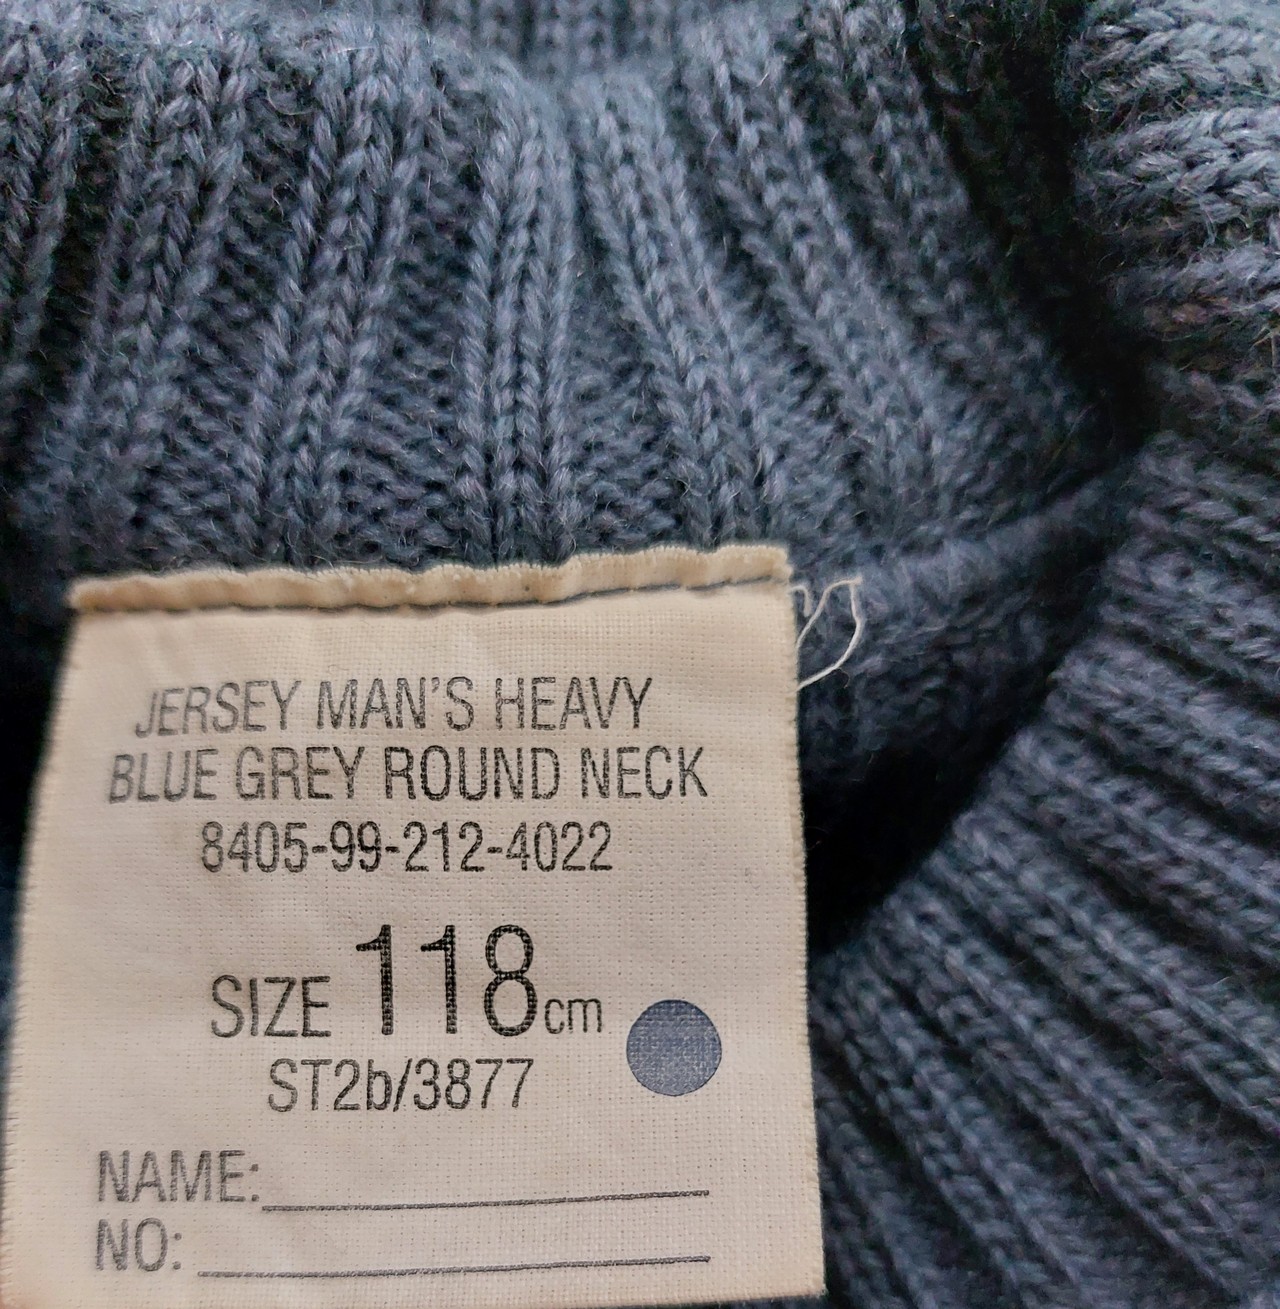 JERSEY MAN'S HEAVY
BLUE GREY ROUND NECK
8405-99-212-4022
SIZE 118cm
ST2b/3877
NAME:
NO: